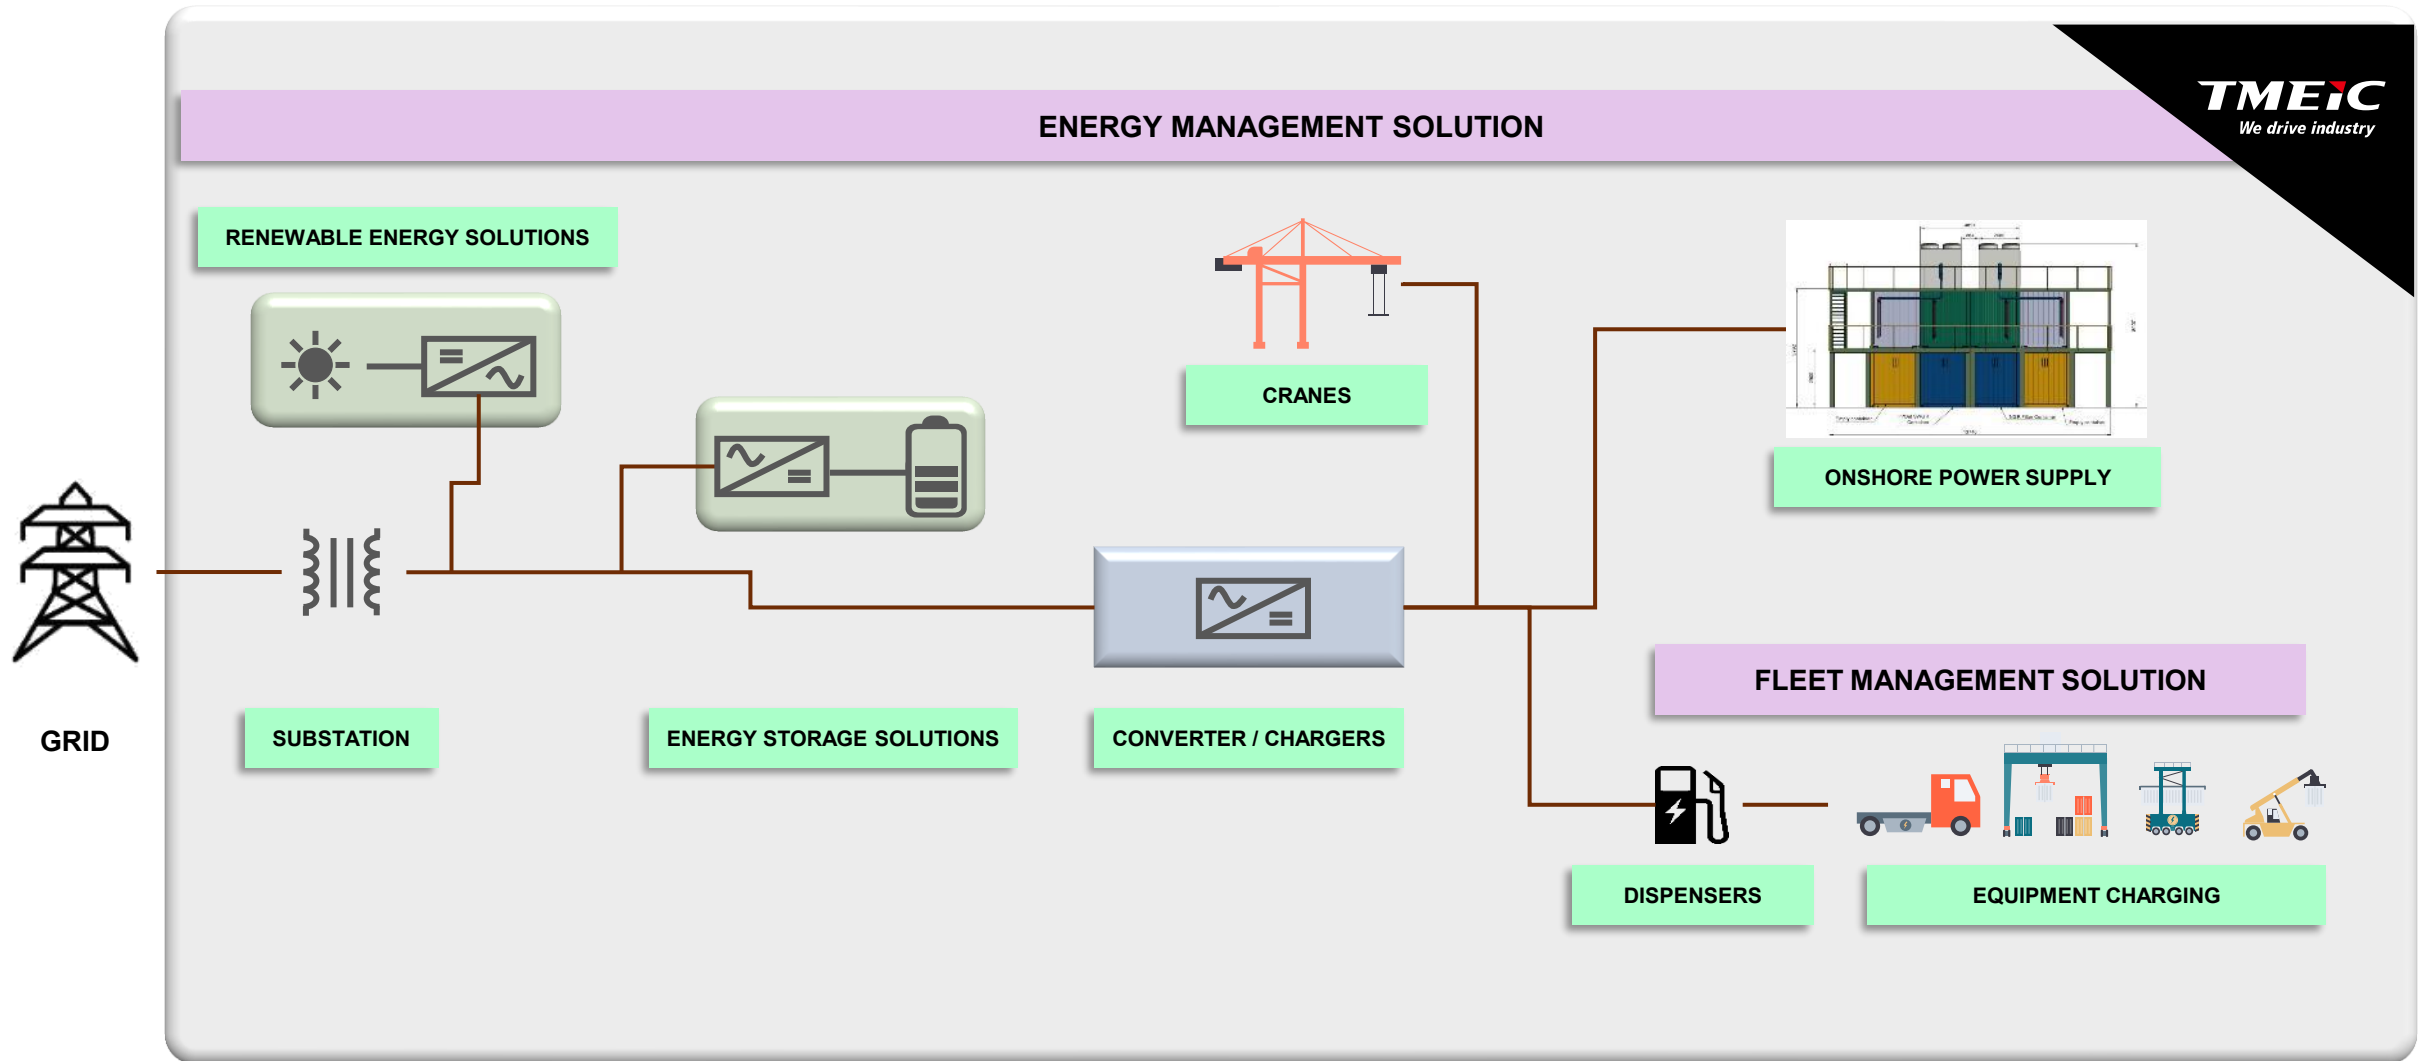 ENERGY MANAGEMENT SOLUTION
TMEiC
We drive industry
RENEWABLE ENERGY SOLUTIONS
CRANES
ONSHORE POWER SUPPLY
FLEET MANAGEMENT SOLUTION
GRID
SUBSTATION
ENERGY STORAGE SOLUTIONS
CONVERTER / CHARGERS
DISPENSERS
EQUIPMENT CHARGING